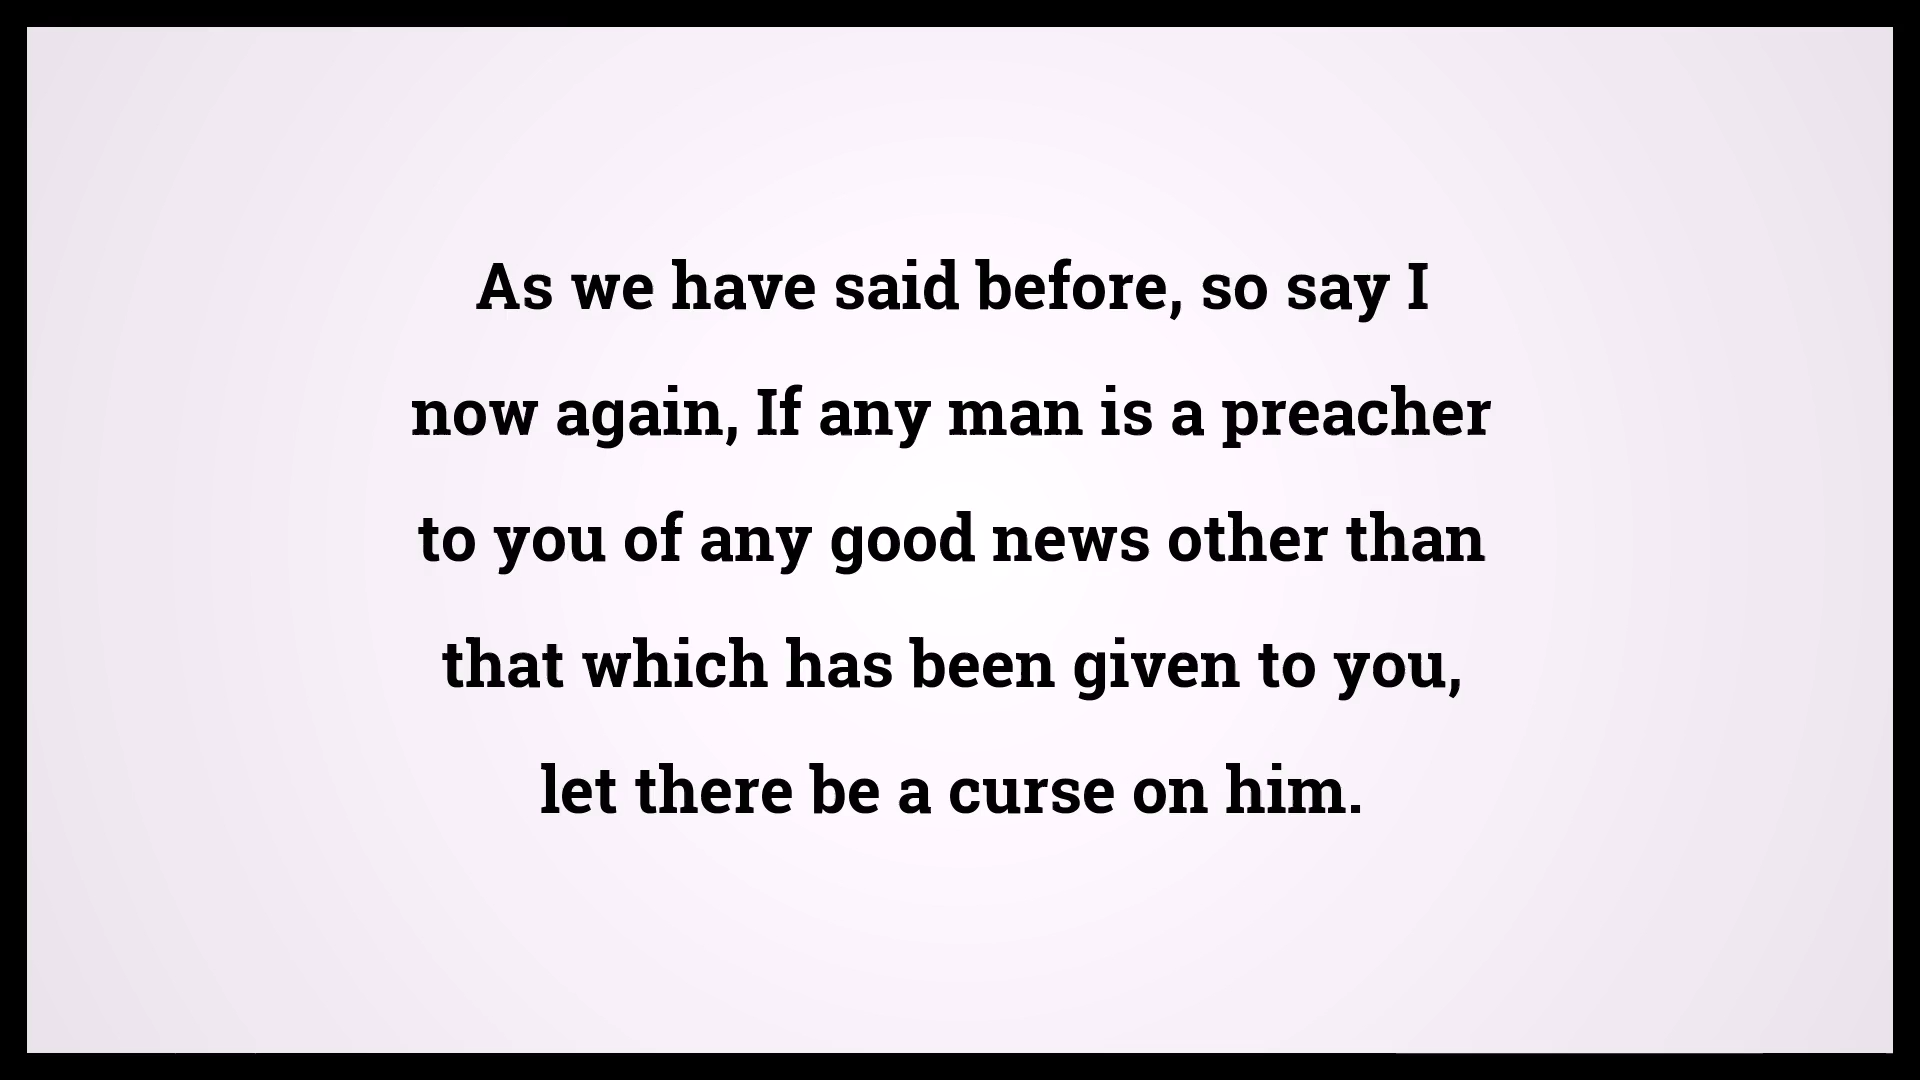 As we have said before, so say I
now again, If any man is a preacher
to you of any good news other than
that which has been given to you,
let there be a curse on him.